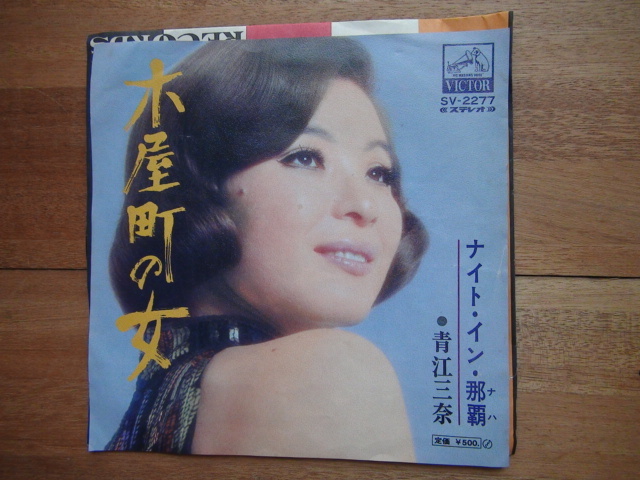 RECORDS
木屋町の女
VICTOR
SV-2277
ステレオ
ナイト・イン・那覇
ナハ
●青江三奈
定価 ¥500.